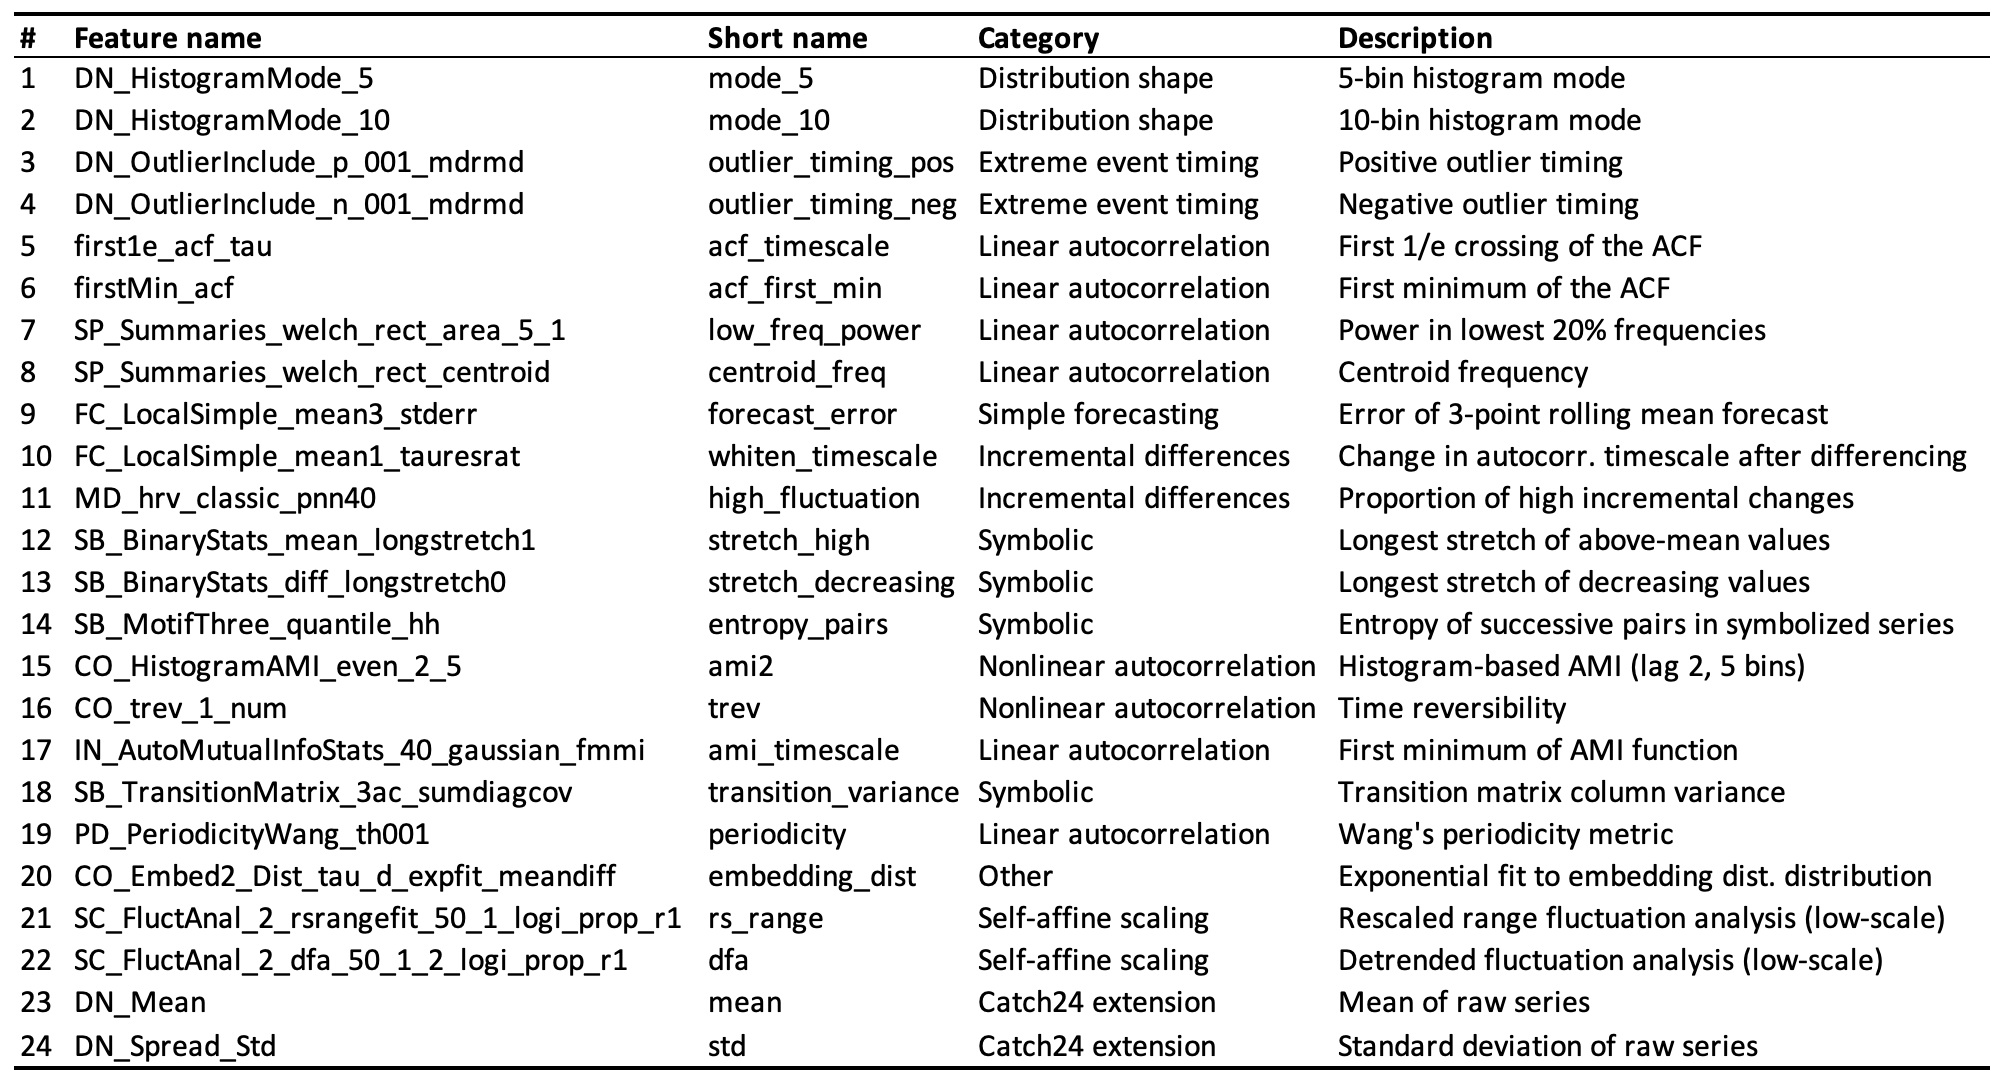 # Feature name Short name Category Description
1 DN_HistogramMode_5 mode_5 Distribution shape 5-bin histogram mode
2 DN_HistogramMode_10 mode_10 Distribution shape 10-bin histogram mode
3 DN_OutlierInclude_p_001_mdrmd outlier_timing_pos Extreme event timing Positive outlier timing
4 DN_OutlierInclude_n_001_mdrmd outlier_timing_neg Extreme event timing Negative outlier timing
5 first1e_acf_tau acf_timescale Linear autocorrelation First 1/e crossing of the ACF
6 firstMin_acf acf_first_min Linear autocorrelation First minimum of the ACF
7 SP_Summaries_welch_rect_area_5_1 low_freq_power Linear autocorrelation Power in lowest 20% frequencies
8 SP_Summaries_welch_rect_centroid centroid_freq Linear autocorrelation Centroid frequency
9 FC_LocalSimple_mean3_stderr forecast_error Simple forecasting Error of 3-point rolling mean forecast
10 FC_LocalSimple_mean1_tauresrat whiten_timescale Incremental differences Change in autocorr. timescale after differencing
11 MD_hrv_classic_pnn40 high_fluctuation Incremental differences Proportion of high incremental changes
12 SB_BinaryStats_mean_longstretch1 stretch_high Symbolic Longest stretch of above-mean values
13 SB_BinaryStats_diff_longstretch0 stretch_decreasing Symbolic Longest stretch of decreasing values
14 SB_MotifThree_quantile_hh entropy_pairs Symbolic Entropy of successive pairs in symbolized series
15 CO_HistogramAMI_even_2_5 ami2 Nonlinear autocorrelation Histogram-based AMI (lag 2, 5 bins)
16 CO_trev_1_num trev Nonlinear autocorrelation Time reversibility
17 IN_AutoMutualInfoStats_40_gaussian_fmmi ami_timescale Linear autocorrelation First minimum of AMI function
18 SB_TransitionMatrix_3ac_sumdiagcov transition_variance Symbolic Transition matrix column variance
19 PD_PeriodicityWang_th001 periodicity Linear autocorrelation Wang's periodicity metric
20 CO_Embed2_Dist_tau_d_expfit_meandiff embedding_dist Other Exponential fit to embedding dist. distribution
21 SC_FluctAnal_2_rsrangefit_50_1_logi_prop_r1 rs_range Self-affine scaling Rescaled range fluctuation analysis (low-scale)
22 SC_FluctAnal_2_dfa_50_1_2_logi_prop_r1 dfa Self-affine scaling Detrended fluctuation analysis (low-scale)
23 DN_Mean mean Catch24 extension Mean of raw series
24 DN_Spread_Std std Catch24 extension Standard deviation of raw series